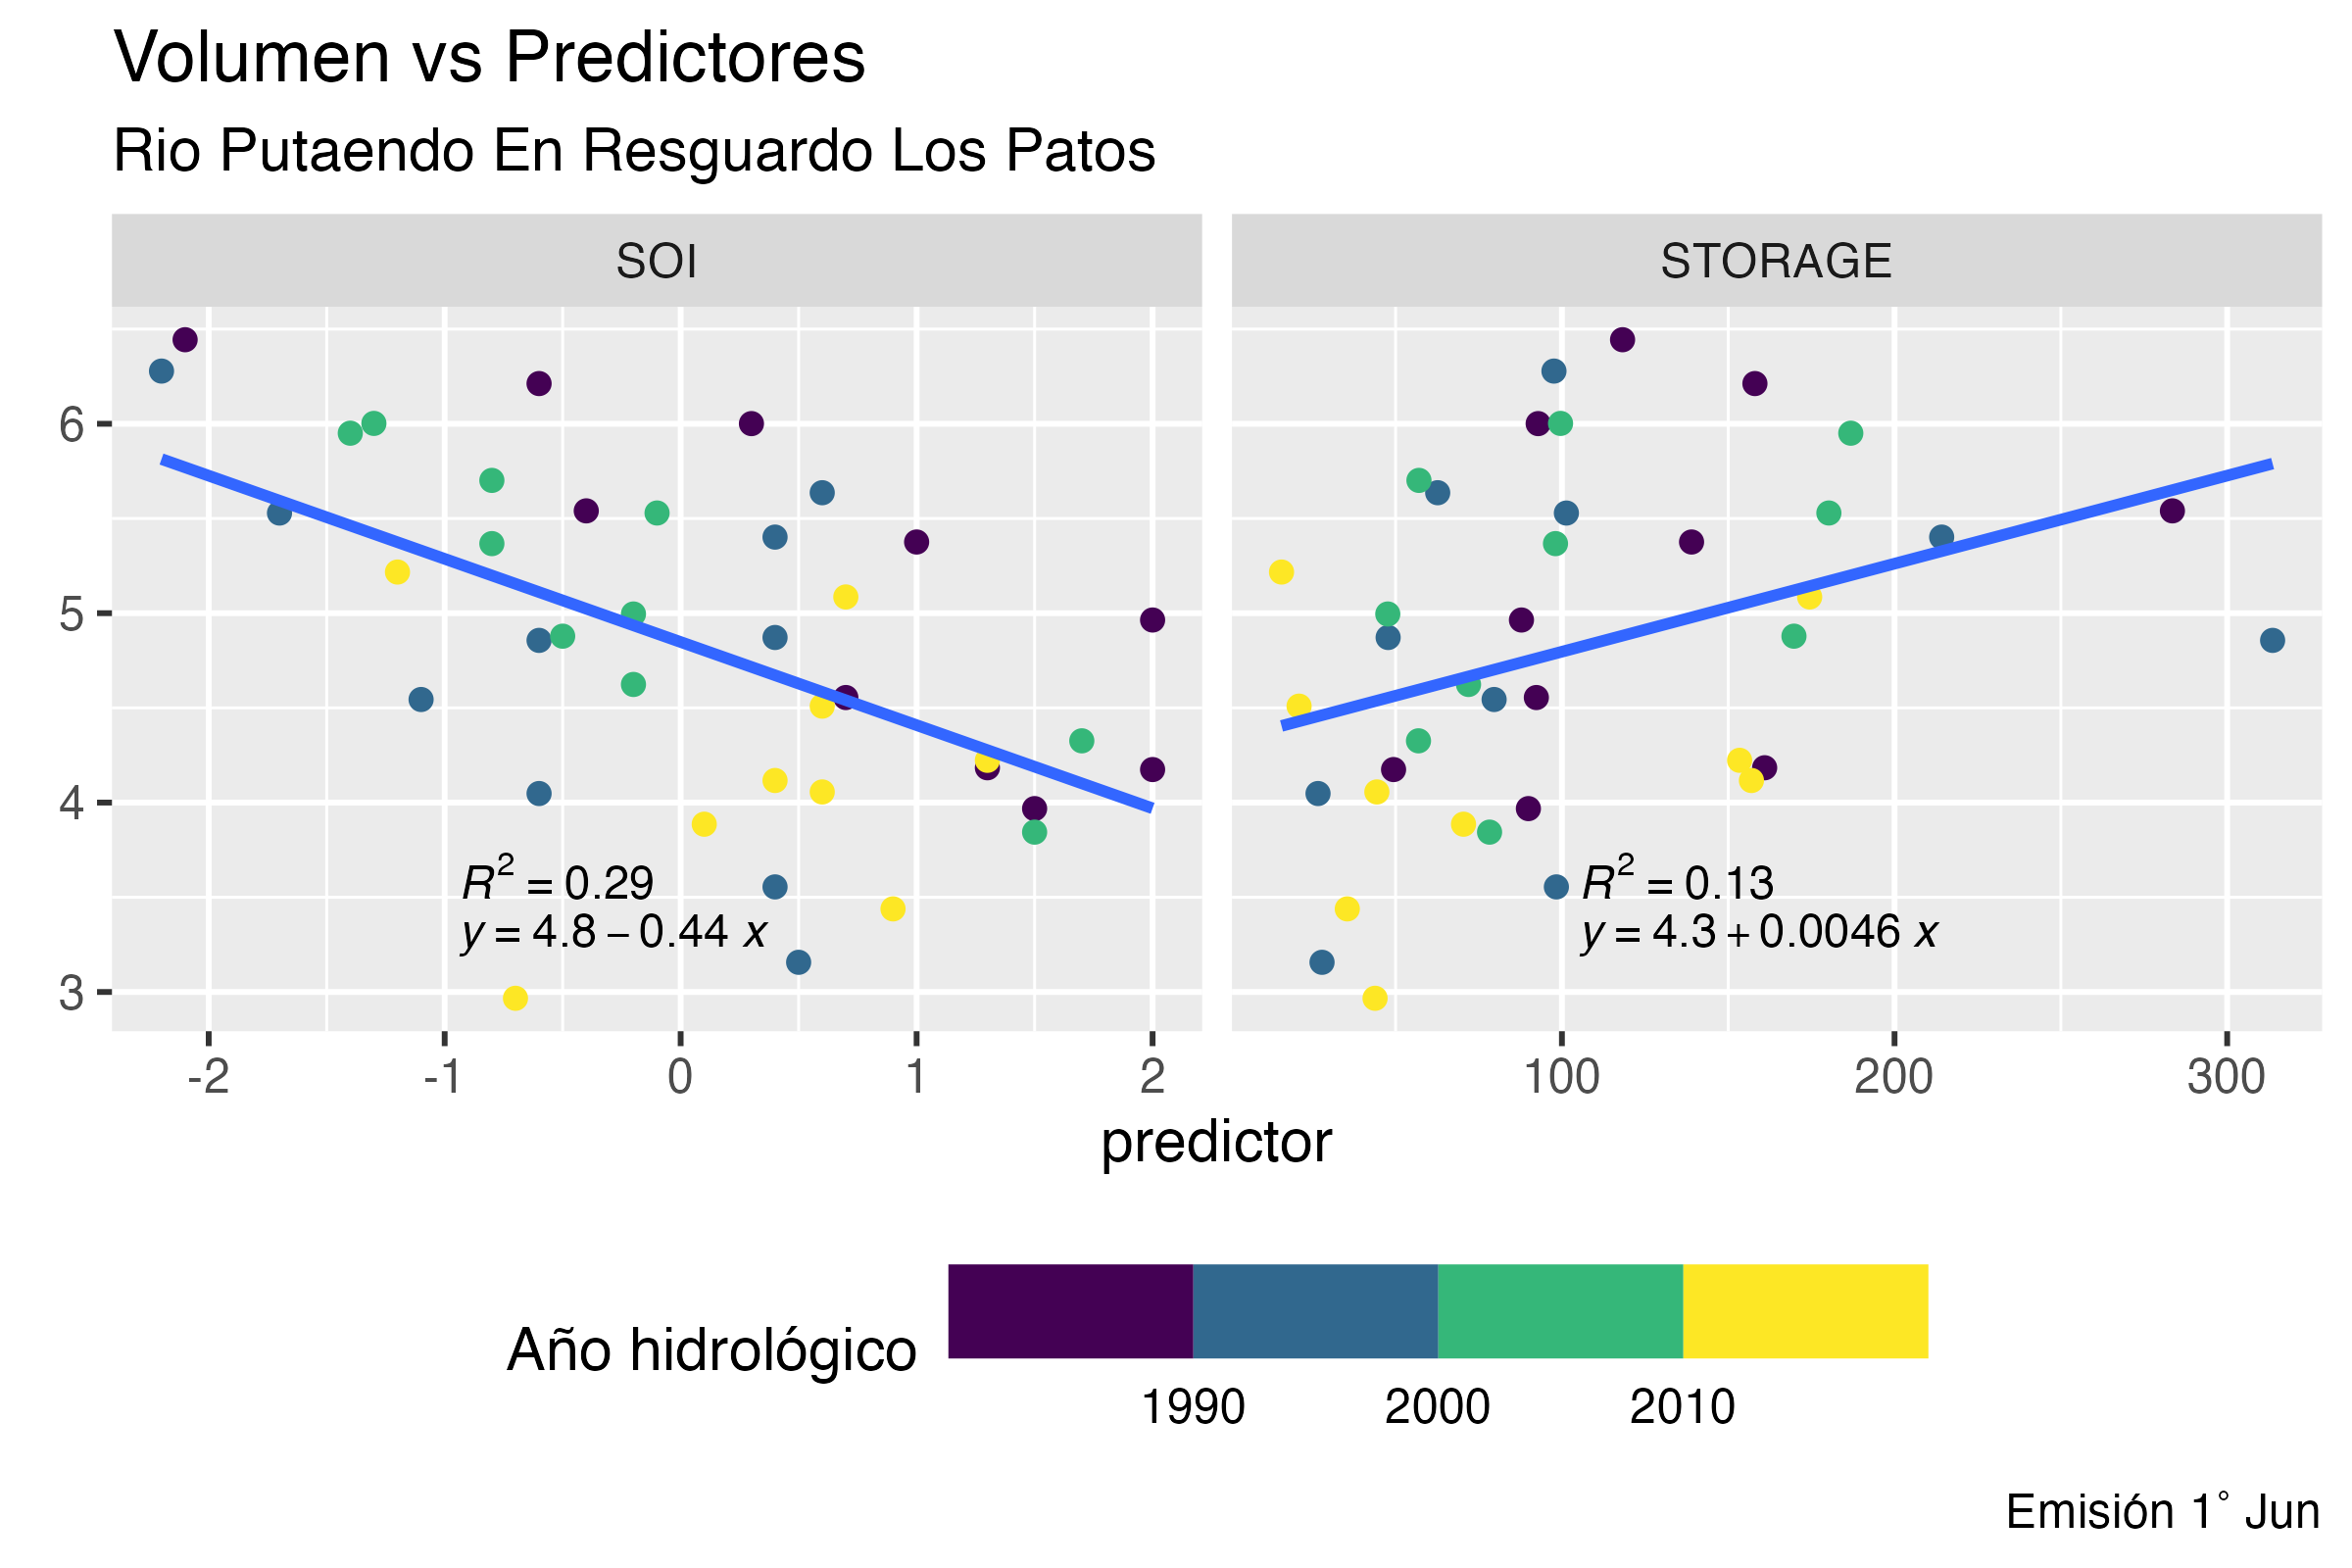 Volumen vs Predictores
Rio Putaendo En Resguardo Los Patos
SOI STORAGE
6
5
4
3
R² = 0.29
y = 4.8 − 0.44 x
R² = 0.13
y = 4.3 + 0.0046 x
-2 -1 0 1 2 100 200 300
predictor
Año hidrológico
1990 2000 2010
Emisión 1° Jun